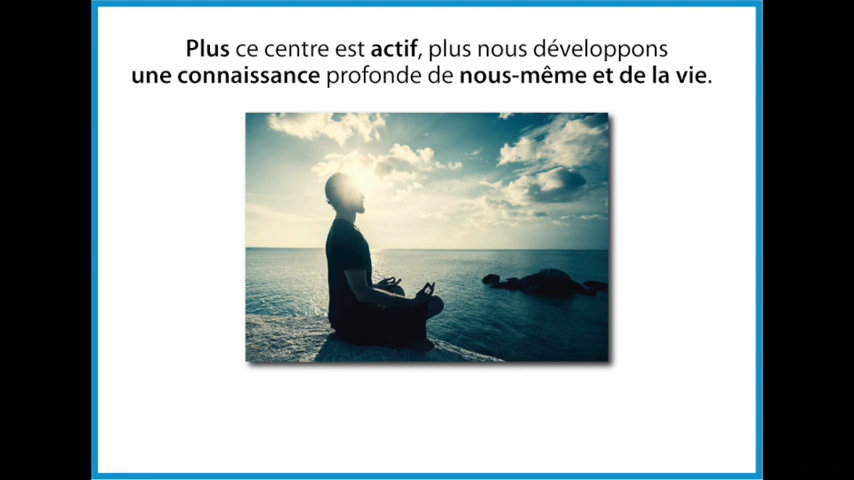 Plus ce centre est actif, plus nous développons
une connaissance profonde de nous-même et de la vie.